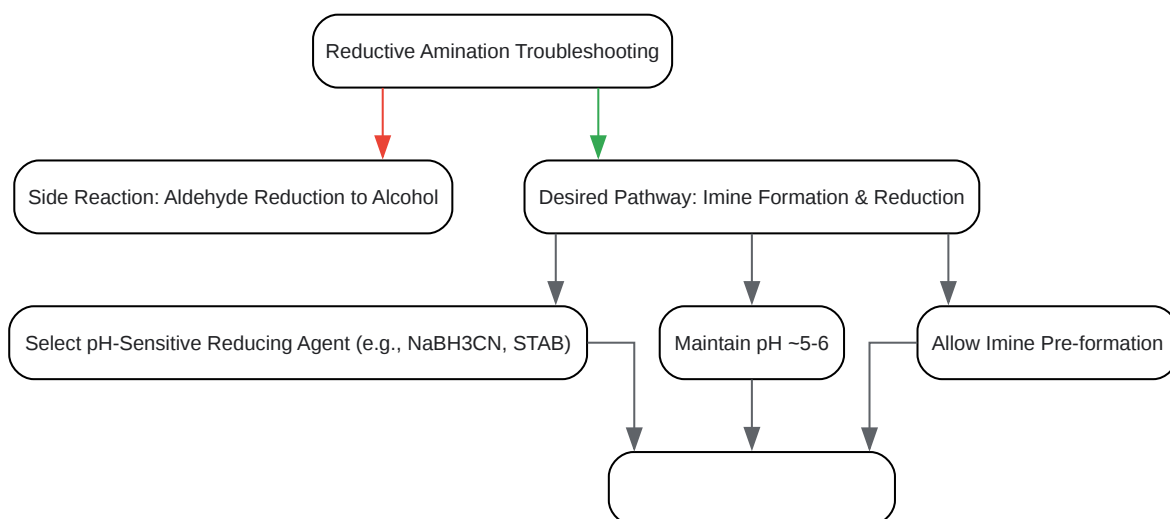 Reductive Amination Troubleshooting
Side Reaction: Aldehyde Reduction to Alcohol
Desired Pathway: Imine Formation & Reduction
Select pH-Sensitive Reducing Agent (e.g., NaBH3CN, STAB)
Maintain pH ~5-6
Allow Imine Pre-formation